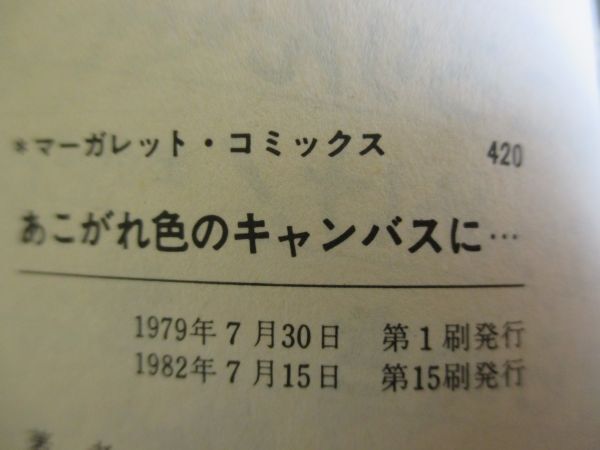 *マーガレット・コミックス 420
あこがれ色のキャンバスに…
1979年7月30日 第1刷発行
1982年7月15日 第15刷発行
著者